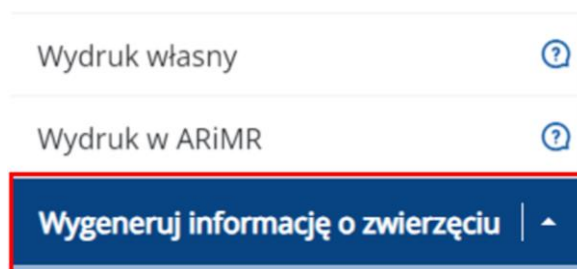 Wydruk własny
Wydruk w ARiMR
Wygeneruj informację o zwierzęciu